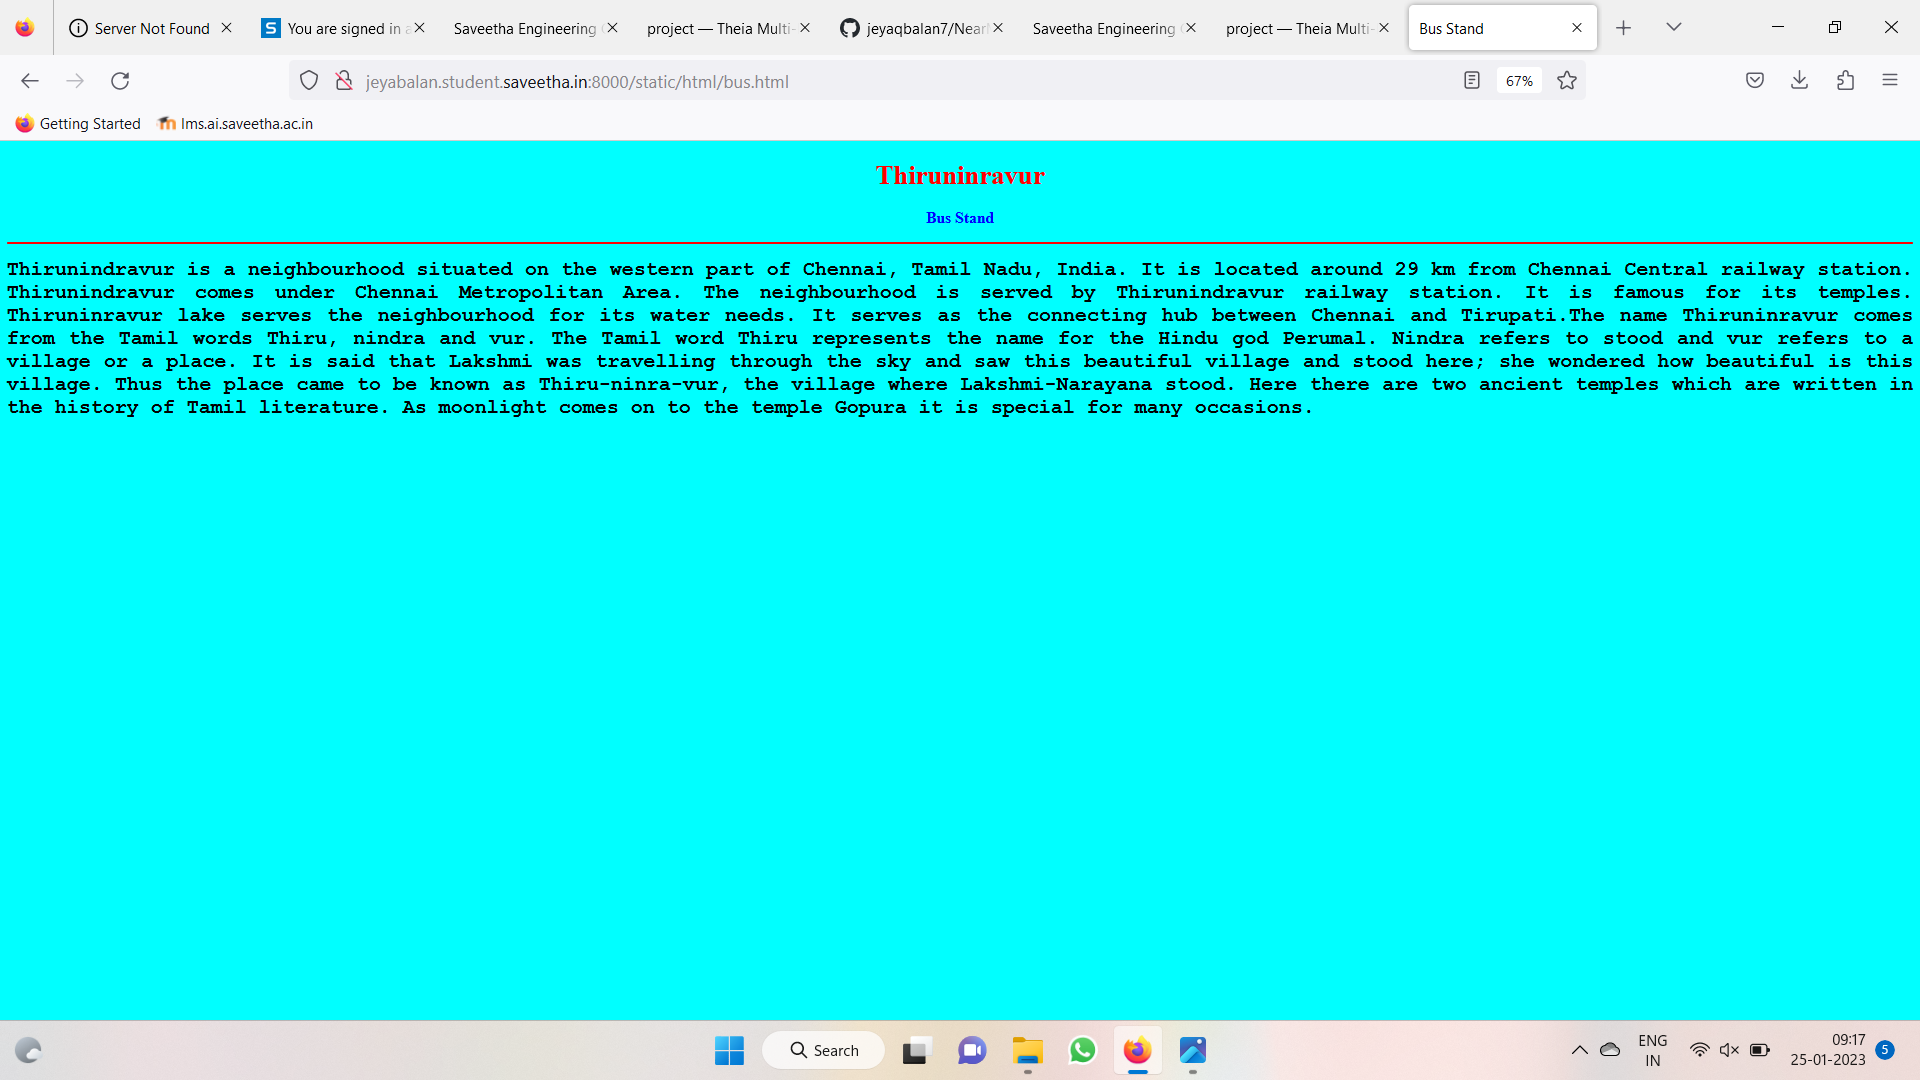 Server Not Found
You are signed in a
Saveetha Engineering
project — Theia Multi-
jeyaqbalan7/Near
Saveetha Engineering
project — Theia Multi-
Bus Stand
jeyabalan.student.saveetha.in:8000/static/html/bus.html
67%
Getting Started
lms.ai.saveetha.ac.in
Thiruninravur
Bus Stand
Thirunindravur is a neighbourhood situated on the western part of Chennai, Tamil Nadu, India. It is located around 29 km from Chennai Central railway station.
Thirunindravur comes under Chennai Metropolitan Area. The neighbourhood is served by Thirunindravur railway station. It is famous for its temples.
Thiruninravur lake serves the neighbourhood for its water needs. It serves as the connecting hub between Chennai and Tirupati.The name Thiruninravur comes
from the Tamil words Thiru, nindra and vur. The Tamil word Thiru represents the name for the Hindu god Perumal. Nindra refers to stood and vur refers to a
village or a place. It is said that Lakshmi was travelling through the sky and saw this beautiful village and stood here; she wondered how beautiful is this
village. Thus the place came to be known as Thiru-ninra-vur, the village where Lakshmi-Narayana stood. Here there are two ancient temples which are written in
the history of Tamil literature. As moonlight comes on to the temple Gopura it is special for many occasions.
Search
ENG
IN
09:17
25-01-2023
5